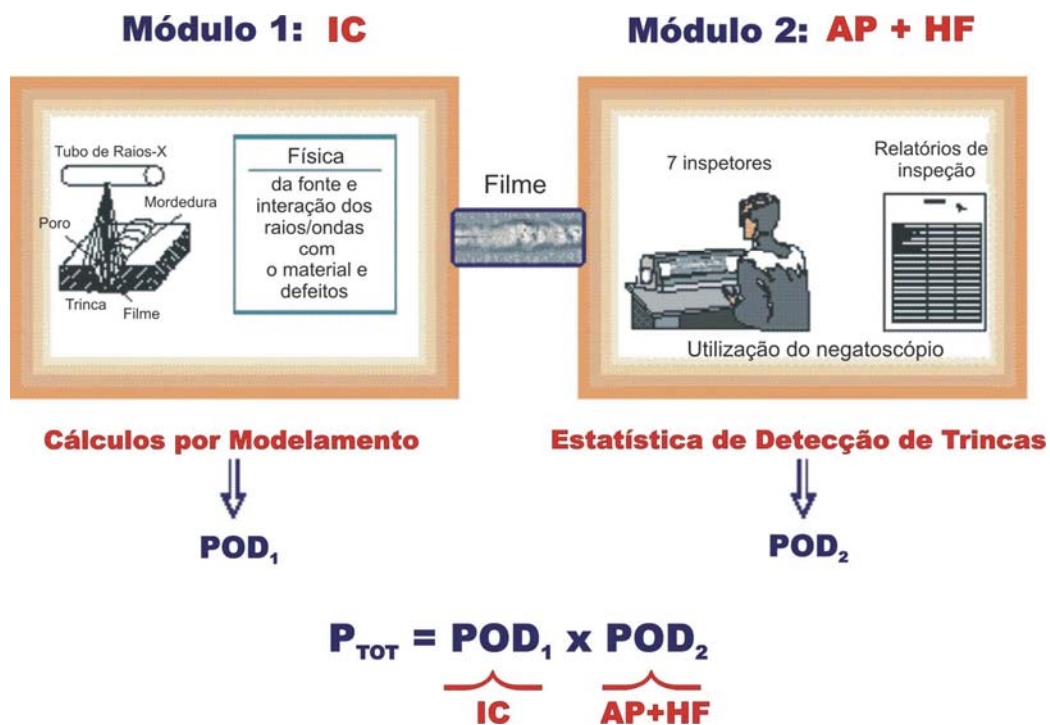 Módulo 1: IC
Tubo de Raios-X
Poro
Mordedura
Trinca
Filme
Física
da fonte e
interação dos
raios/ondas
com
o material e
defeitos
Cálculos por Modelamento
POD₁
Filme
Módulo 2: AP + HF
7 inspetores
Relatórios de
inspeção
Utilização do negatoscópio
Estatística de Detecção de Trincas
POD₂
P_TOT = POD₁ x POD₂
IC
AP+HF